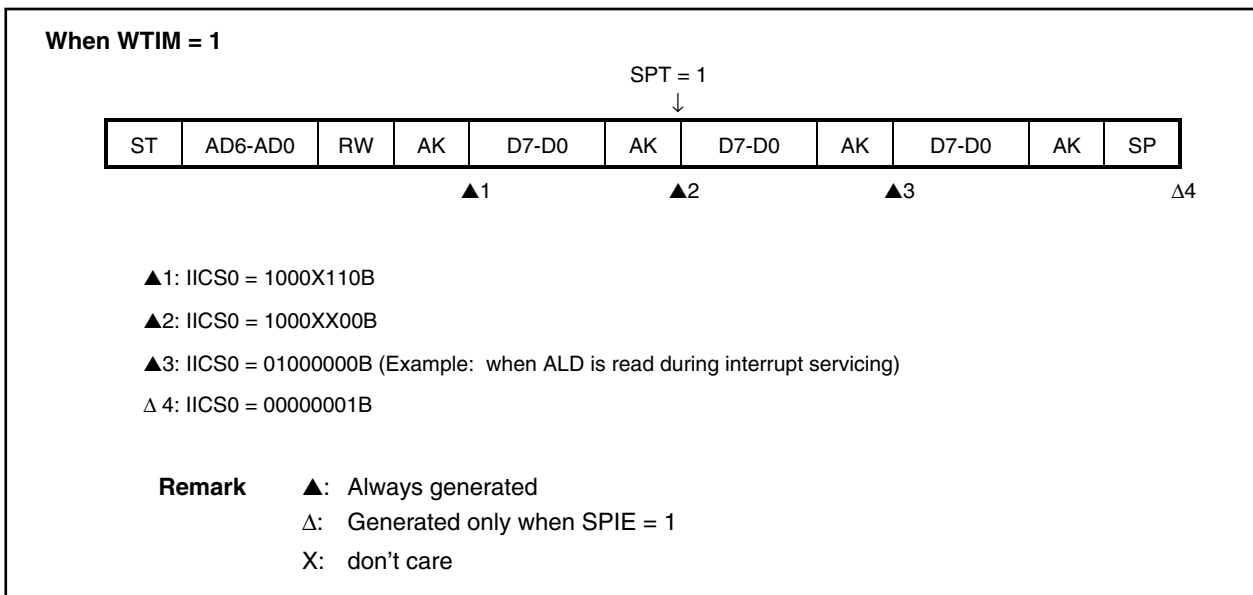 When WTIM = 1
SPT = 1
↓
ST AD6-AD0 RW AK D7-D0 AK D7-D0 AK D7-D0 AK SP
▲1 ▲2 ▲3 Δ4
▲1: IICS0 = 1000X110B
▲2: IICS0 = 1000XX00B
▲3: IICS0 = 01000000B (Example: when ALD is read during interrupt servicing)
Δ 4: IICS0 = 00000001B
Remark ▲: Always generated
Δ: Generated only when SPIE = 1
X: don't care